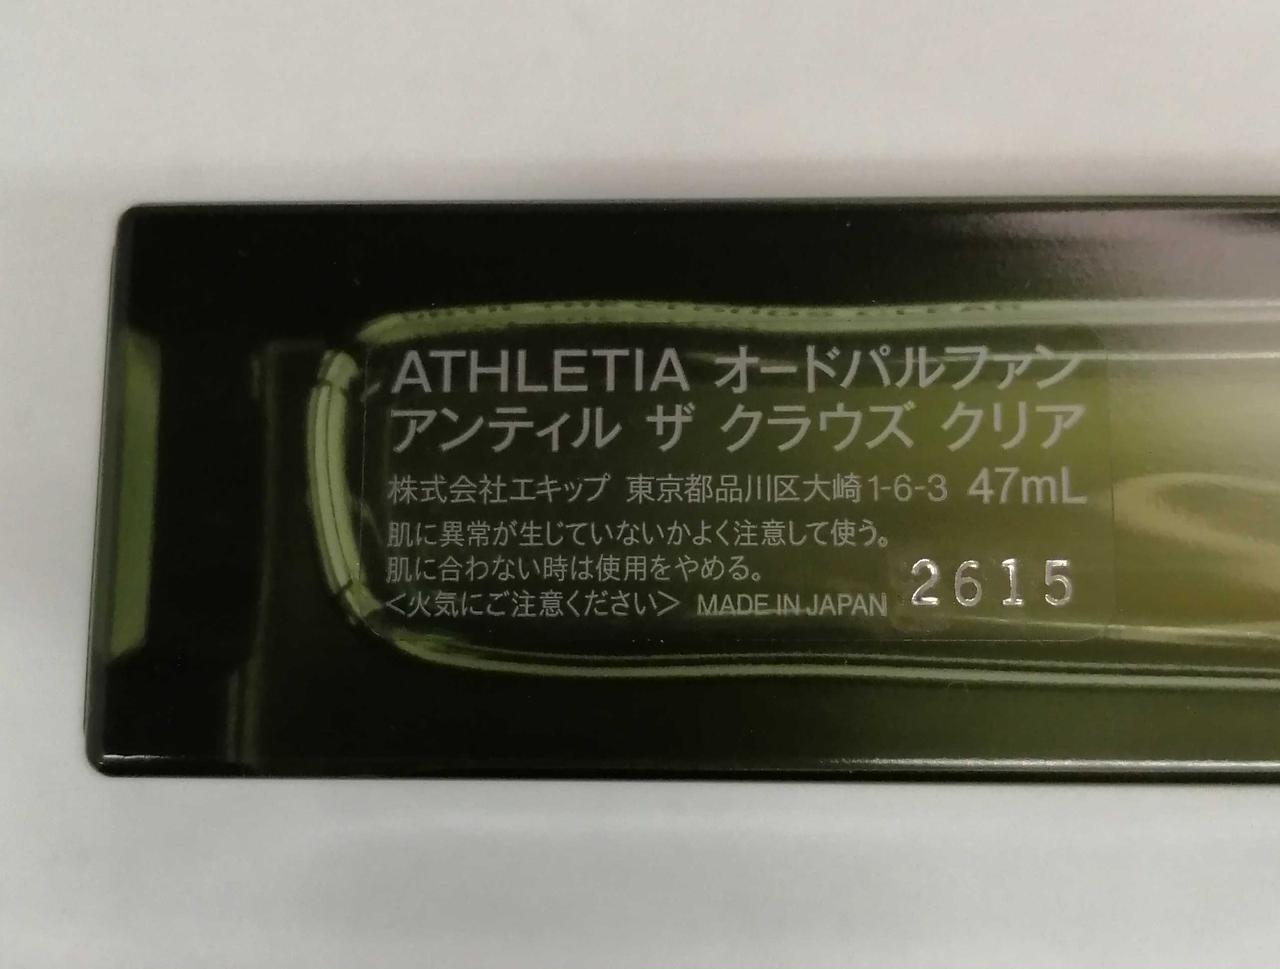 ATHLETIA オードパルファン
アンティル ザ クラウズ クリア
株式会社エキップ 東京都品川区大崎1-6-3 47mL
肌に異常が生じていないかよく注意して使う。
肌に合わない時は使用をやめる。
<火気にご注意ください> MADE IN JAPAN 2615